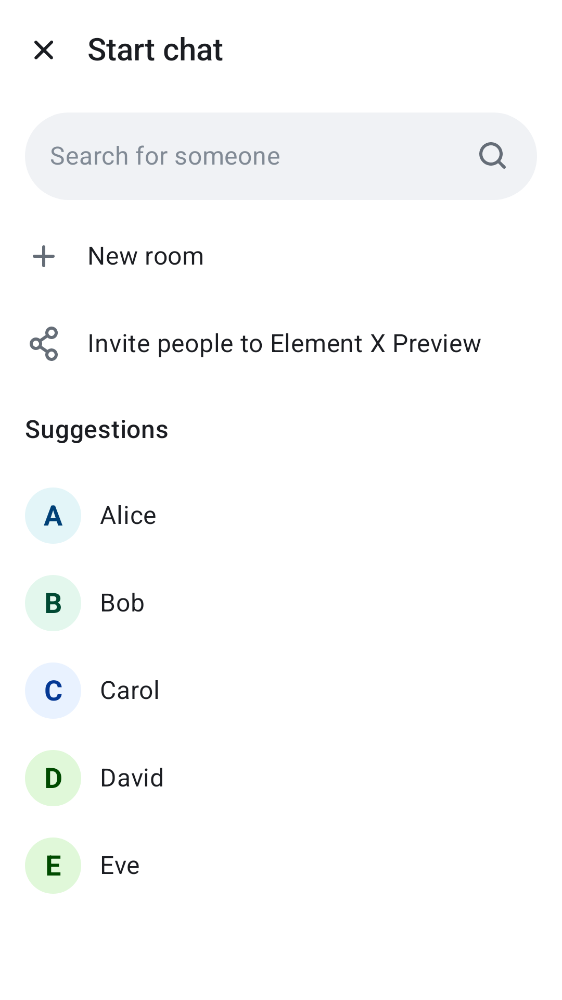 Start chat
Search for someone
New room
Invite people to Element X Preview
Suggestions
A Alice
B Bob
C Carol
D David
E Eve